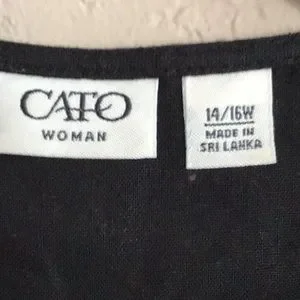 CATO
WOMAN
14/16W
MADE IN
SRI LANKA